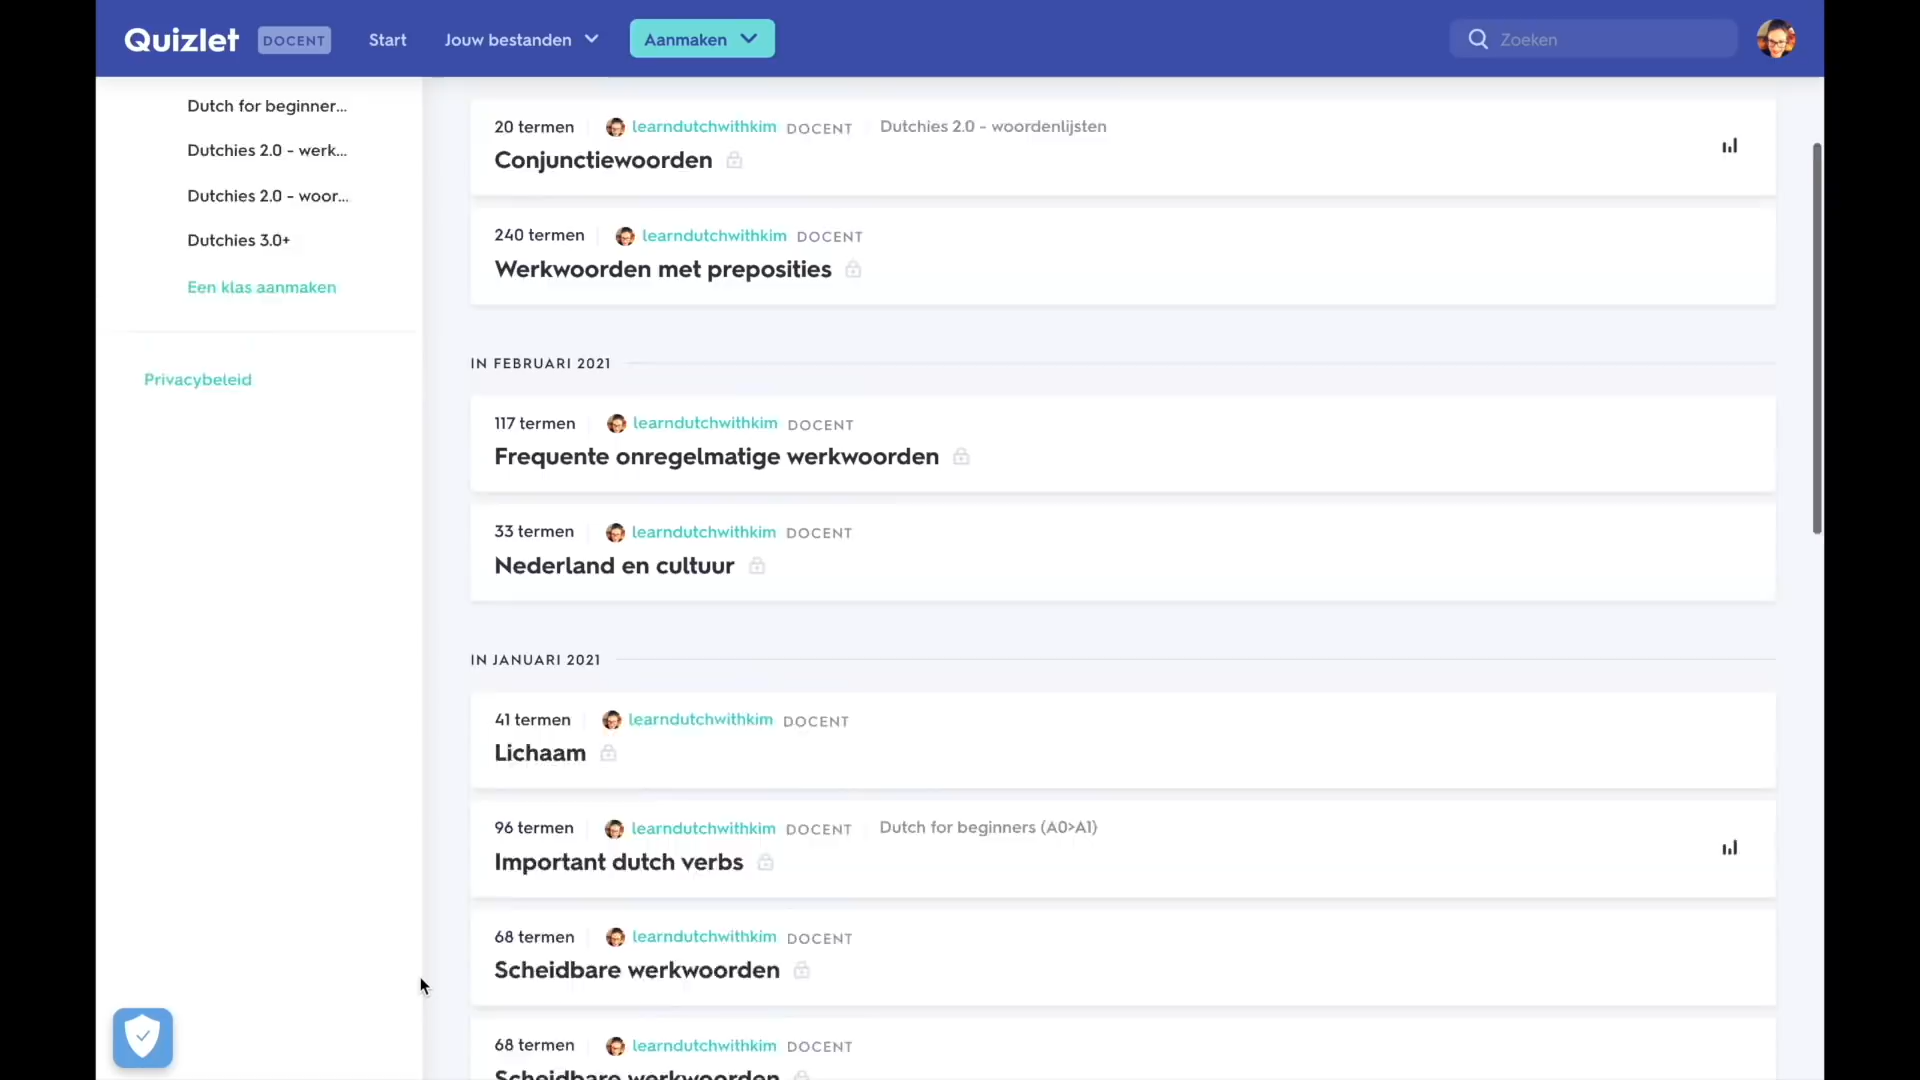 Quizlet DOCENT Start Jouw bestanden Aanmaken Zoeken
Dutch for beginner...
Dutchies 2.0 - werk...
Dutchies 2.0 - woor...
Dutchies 3.0+
Een klas aanmaken
Privacybeleid
20 termen learndutchwithkim DOCENT Dutchies 2.0 - woordenlijsten
Conjunctiewoorden
240 termen learndutchwithkim DOCENT
Werkwoorden met preposities
IN FEBRUARI 2021
117 termen learndutchwithkim DOCENT
Frequente onregelmatige werkwoorden
33 termen learndutchwithkim DOCENT
Nederland en cultuur
IN JANUARI 2021
41 termen learndutchwithkim DOCENT
Lichaam
96 termen learndutchwithkim DOCENT Dutch for beginners (A0>A1)
Important dutch verbs
68 termen learndutchwithkim DOCENT
Scheidbare werkwoorden
68 termen learndutchwithkim DOCENT
Scheidbare werkwoorden